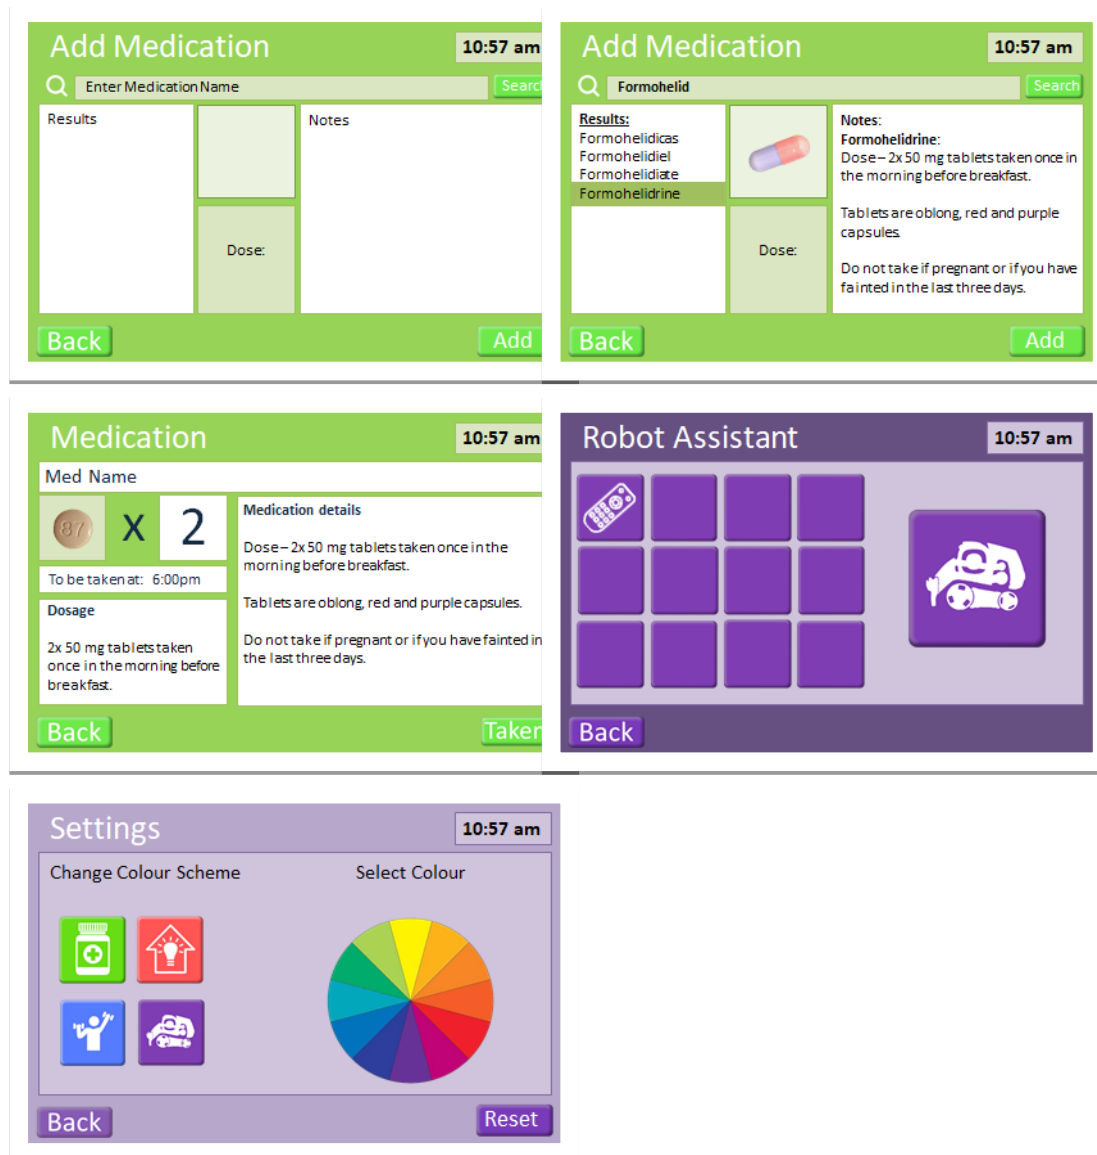 Add Medication
10:57 am
Enter Medication Name
Search
Results
Notes
Dose:
Back
Add
Add Medication
10:57 am
Formohelid
Search
Results:
Formohelidicas
Formohelidiel
Formohelidiate
Formohelidrine
Dose:
Notes:
Formohelidrine:
Dose – 2x 50 mg tablets taken once in
the morning before breakfast.
Tablets are oblong, red and purple
capsules.
Do not take if pregnant or if you have
fainted in the last three days.
Back
Add
Medication
10:57 am
Med Name
87
X
2
To be taken at: 6:00pm
Dosage
2x 50 mg tablets taken
once in the morning before
breakfast.
Medication details
Dose – 2x 50 mg tablets taken once in the
morning before breakfast.
Tablets are oblong, red and purple capsules.
Do not take if pregnant or if you have fainted in
the last three days.
Back
Taken
Robot Assistant
10:57 am
Back
Settings
10:57 am
Change Colour Scheme
Select Colour
Back
Reset